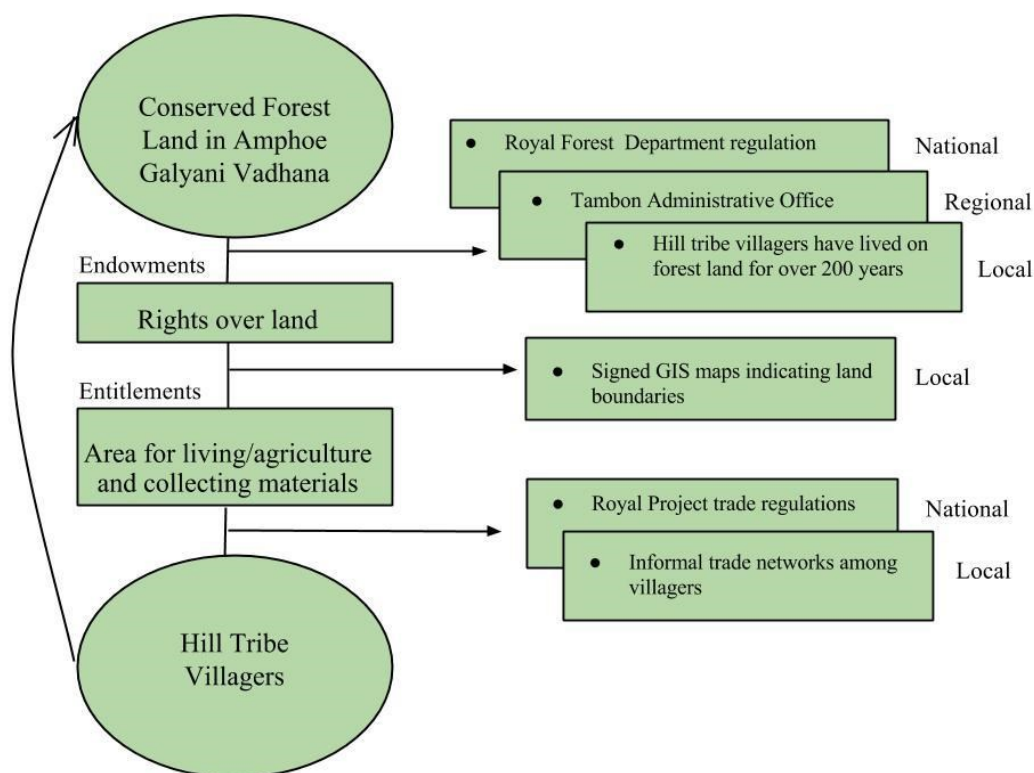 Conserved Forest
Land in Amphoe
Galyani Vadhana
● Royal Forest Department regulation
National
● Tambon Administrative Office
Regional
● Hill tribe villagers have lived on
forest land for over 200 years
Local
Endowments
Rights over land
● Signed GIS maps indicating land
boundaries
Local
Entitlements
Area for living/agriculture
and collecting materials
● Royal Project trade regulations
National
● Informal trade networks among
villagers
Local
Hill Tribe
Villagers